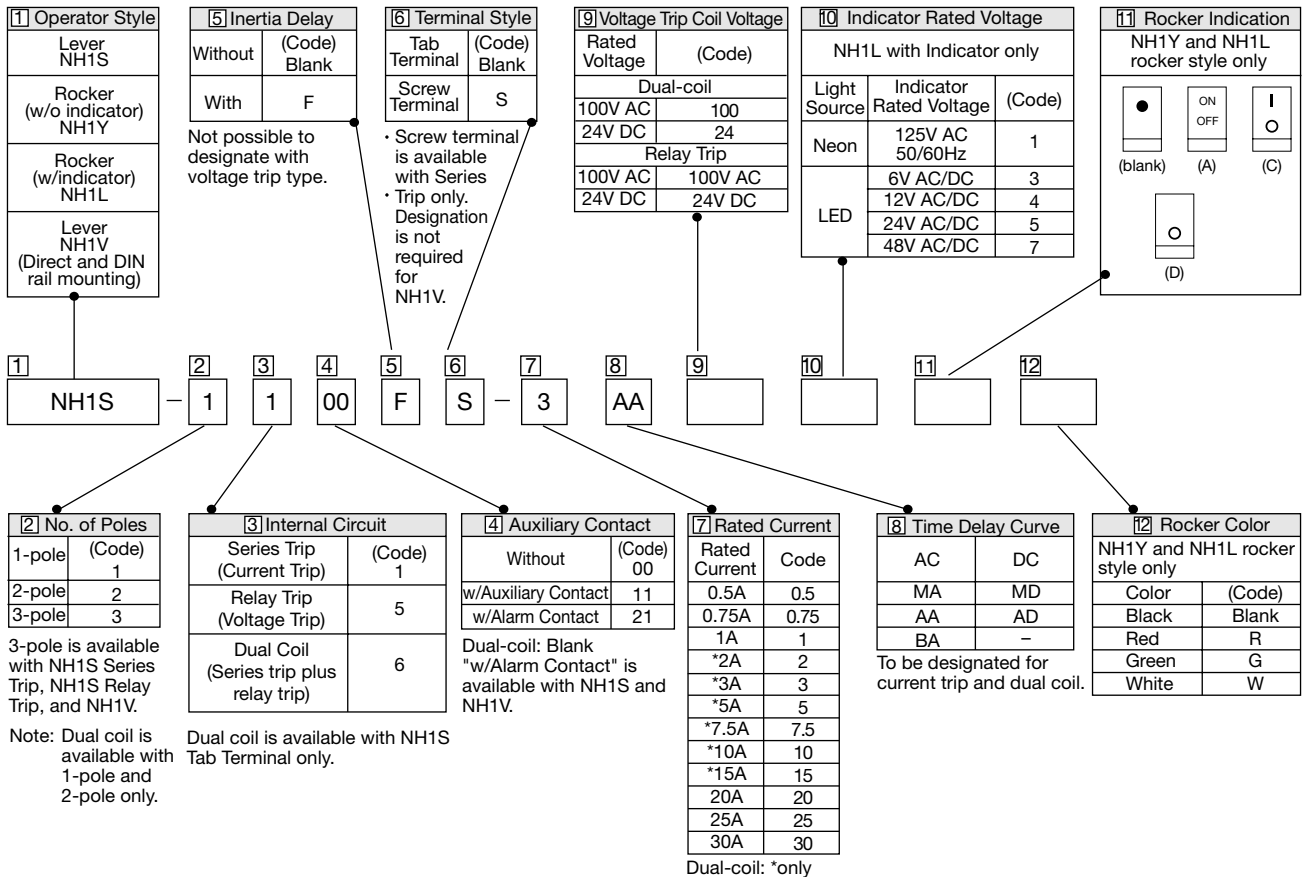 1 Operator Style
Lever
NH1S
Rocker
(w/o indicator)
NH1Y
Rocker
(w/indicator)
NH1L
Lever
NH1V
(Direct and DIN
rail mounting)
5 Inertia Delay
Without (Code)
Blank
With F
Not possible to
designate with
voltage trip type.
6 Terminal Style
Tab
Terminal (Code)
Blank
Screw
Terminal S
· Screw terminal
is available
with Series
· Trip only.
Designation
is not
required
for
NH1V.
9 Voltage Trip Coil Voltage
Rated
Voltage (Code)
Dual-coil
100V AC 100
24V DC 24
Relay Trip
100V AC 100V AC
24V DC 24V DC
10 Indicator Rated Voltage
NH1L with Indicator only
Light
Source Indicator
Rated Voltage (Code)
Neon 125V AC
50/60Hz 1
LED 6V AC/DC 3
12V AC/DC 4
24V AC/DC 5
48V AC/DC 7
11 Rocker Indication
NH1Y and NH1L
rocker style only
ON
OFF
I
O
(blank) (A) (C)
O
(D)
1 2 3 4 5 6 7 8 9 10 11 12
NH1S – 1 1 00 F S – 3 AA
2 No. of Poles
1-pole (Code)
1
2-pole 2
3-pole 3
3-pole is available
with NH1S Series
Trip, NH1S Relay
Trip, and NH1V.
Note: Dual coil is
available with
1-pole and
2-pole only.
3 Internal Circuit
Series Trip
(Current Trip) (Code)
1
Relay Trip
(Voltage Trip) 5
Dual Coil
(Series trip plus
relay trip) 6
Dual coil is available with NH1S
Tab Terminal only.
4 Auxiliary Contact
Without (Code)
00
w/Auxiliary Contact 11
w/Alarm Contact 21
Dual-coil: Blank
"w/Alarm Contact" is
available with NH1S and
NH1V.
7 Rated Current
Rated
Current Code
0.5A 0.5
0.75A 0.75
1A 1
*2A 2
*3A 3
*5A 5
*7.5A 7.5
*10A 10
*15A 15
20A 20
25A 25
30A 30
Dual-coil: *only
8 Time Delay Curve
AC DC
MA MD
AA AD
BA –
To be designated for
current trip and dual coil.
12 Rocker Color
NH1Y and NH1L rocker
style only
Color (Code)
Black Blank
Red R
Green G
White W